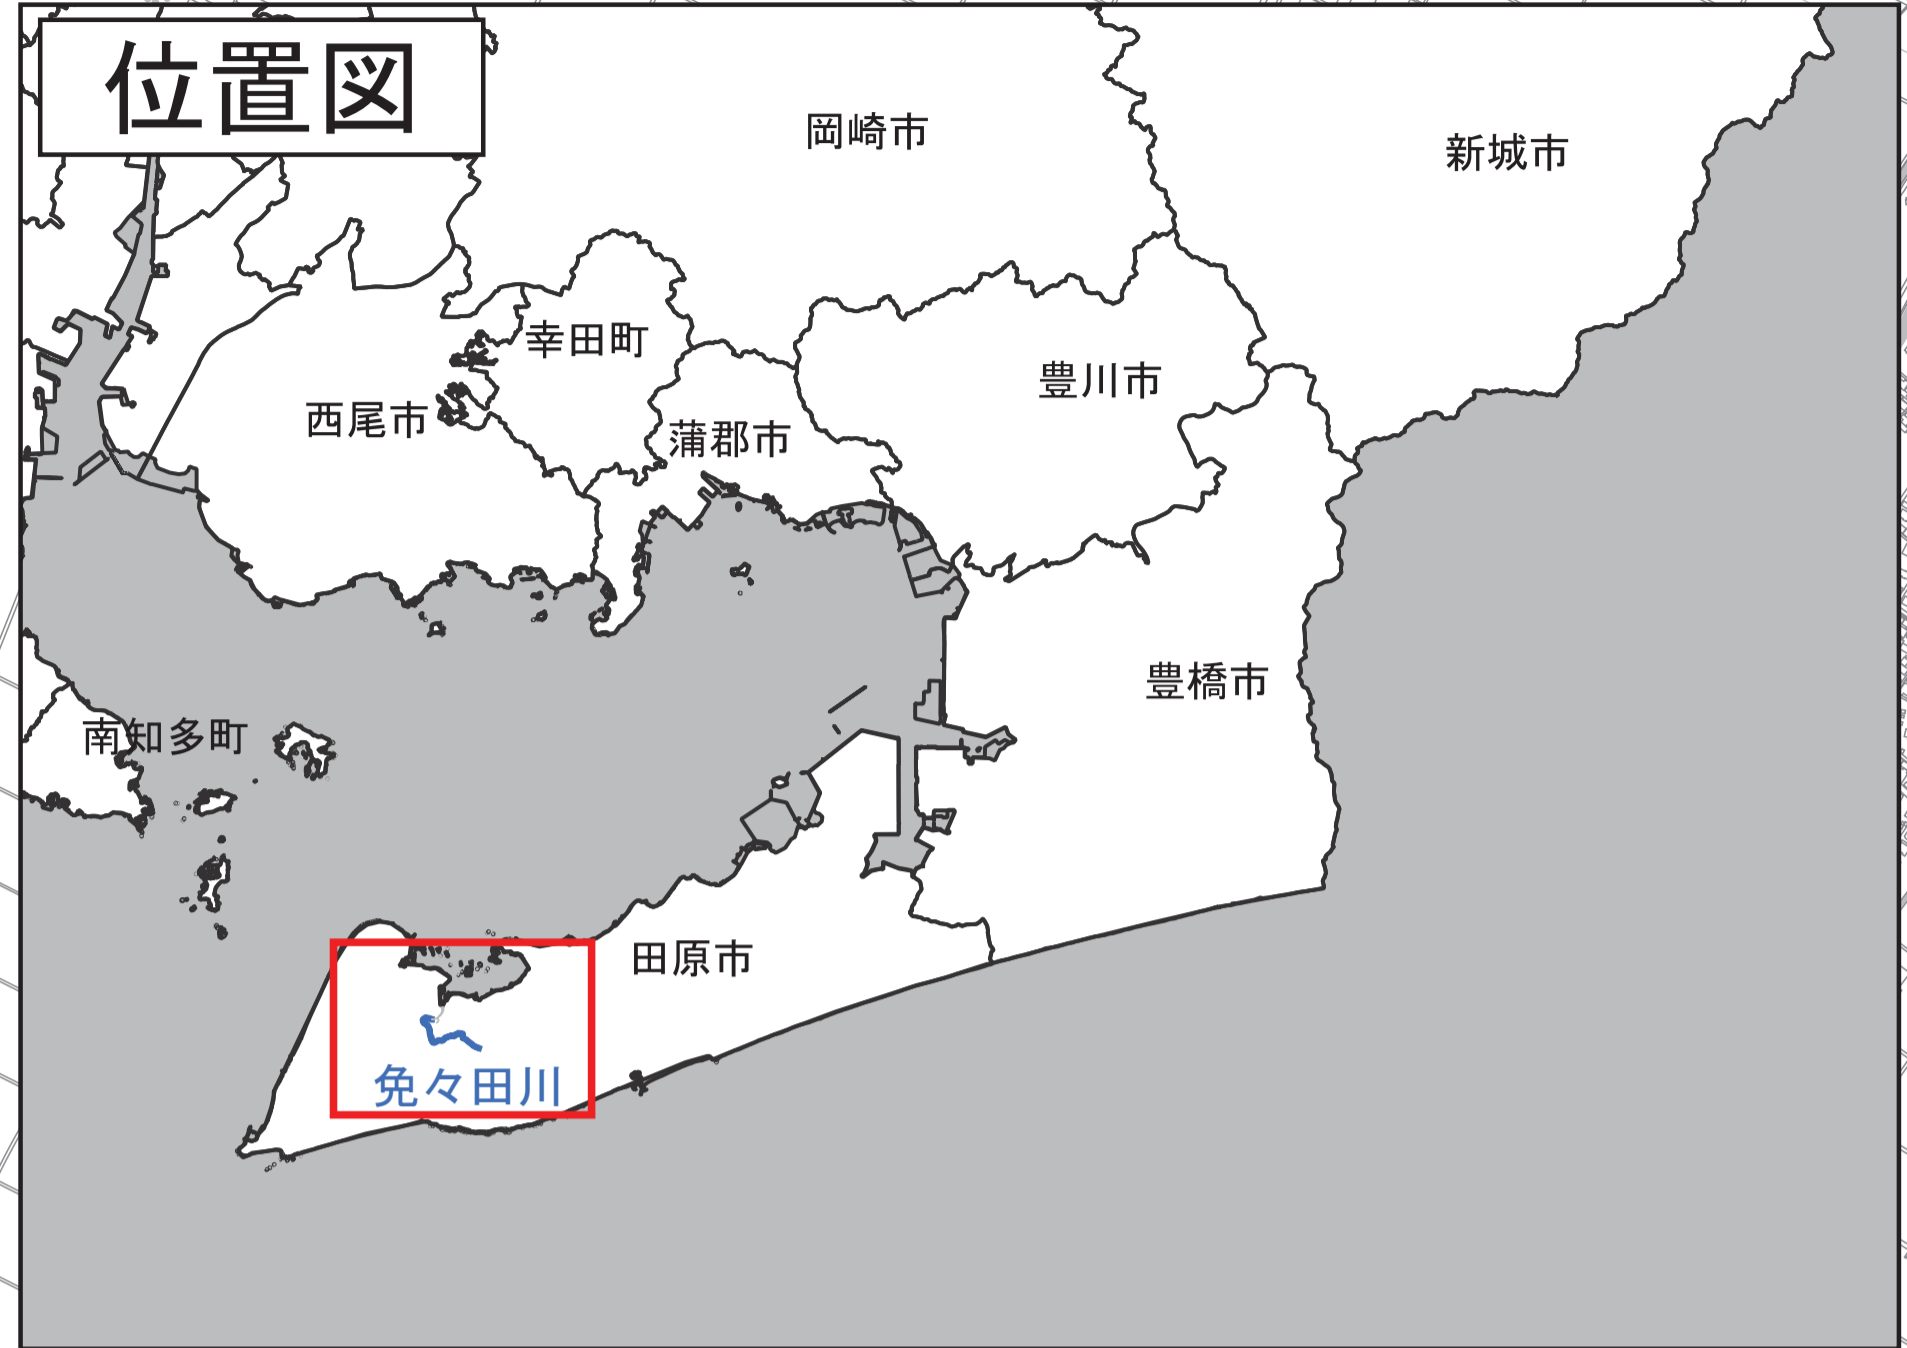 位置図
岡崎市
新城市
幸田町
豊川市
西尾市
蒲郡市
豊橋市
南知多町
田原市
免々田川